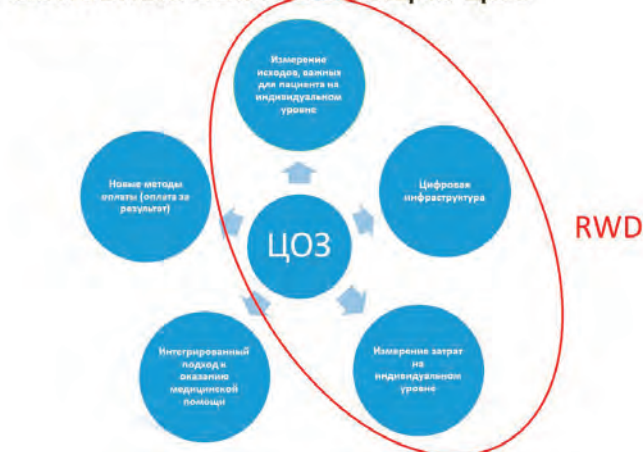 Измерение
исходов, важных
для пациента на
индивидуальном
уровне
Новые методы
оплаты (оплата за
результат)
Цифровая
инфраструктура
ЦОЗ
RWD
Интегрированный
подход к
оказанию
медицинской
помощи
Измерение затрат
на
индивидуальном
уровне